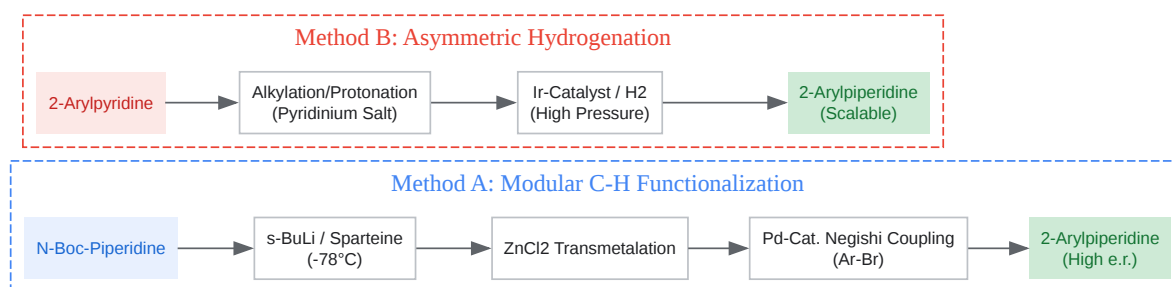 Method B: Asymmetric Hydrogenation
2-Arylpyridine
Alkylation/Protonation
(Pyridinium Salt)
Ir-Catalyst / H2
(High Pressure)
2-Arylpiperidine
(Scalable)
Method A: Modular C-H Functionalization
N-Boc-Piperidine
s-BuLi / Sparteine
(-78°C)
ZnCl2 Transmetalation
Pd-Cat. Negishi Coupling
(Ar-Br)
2-Arylpiperidine
(High e.r.)